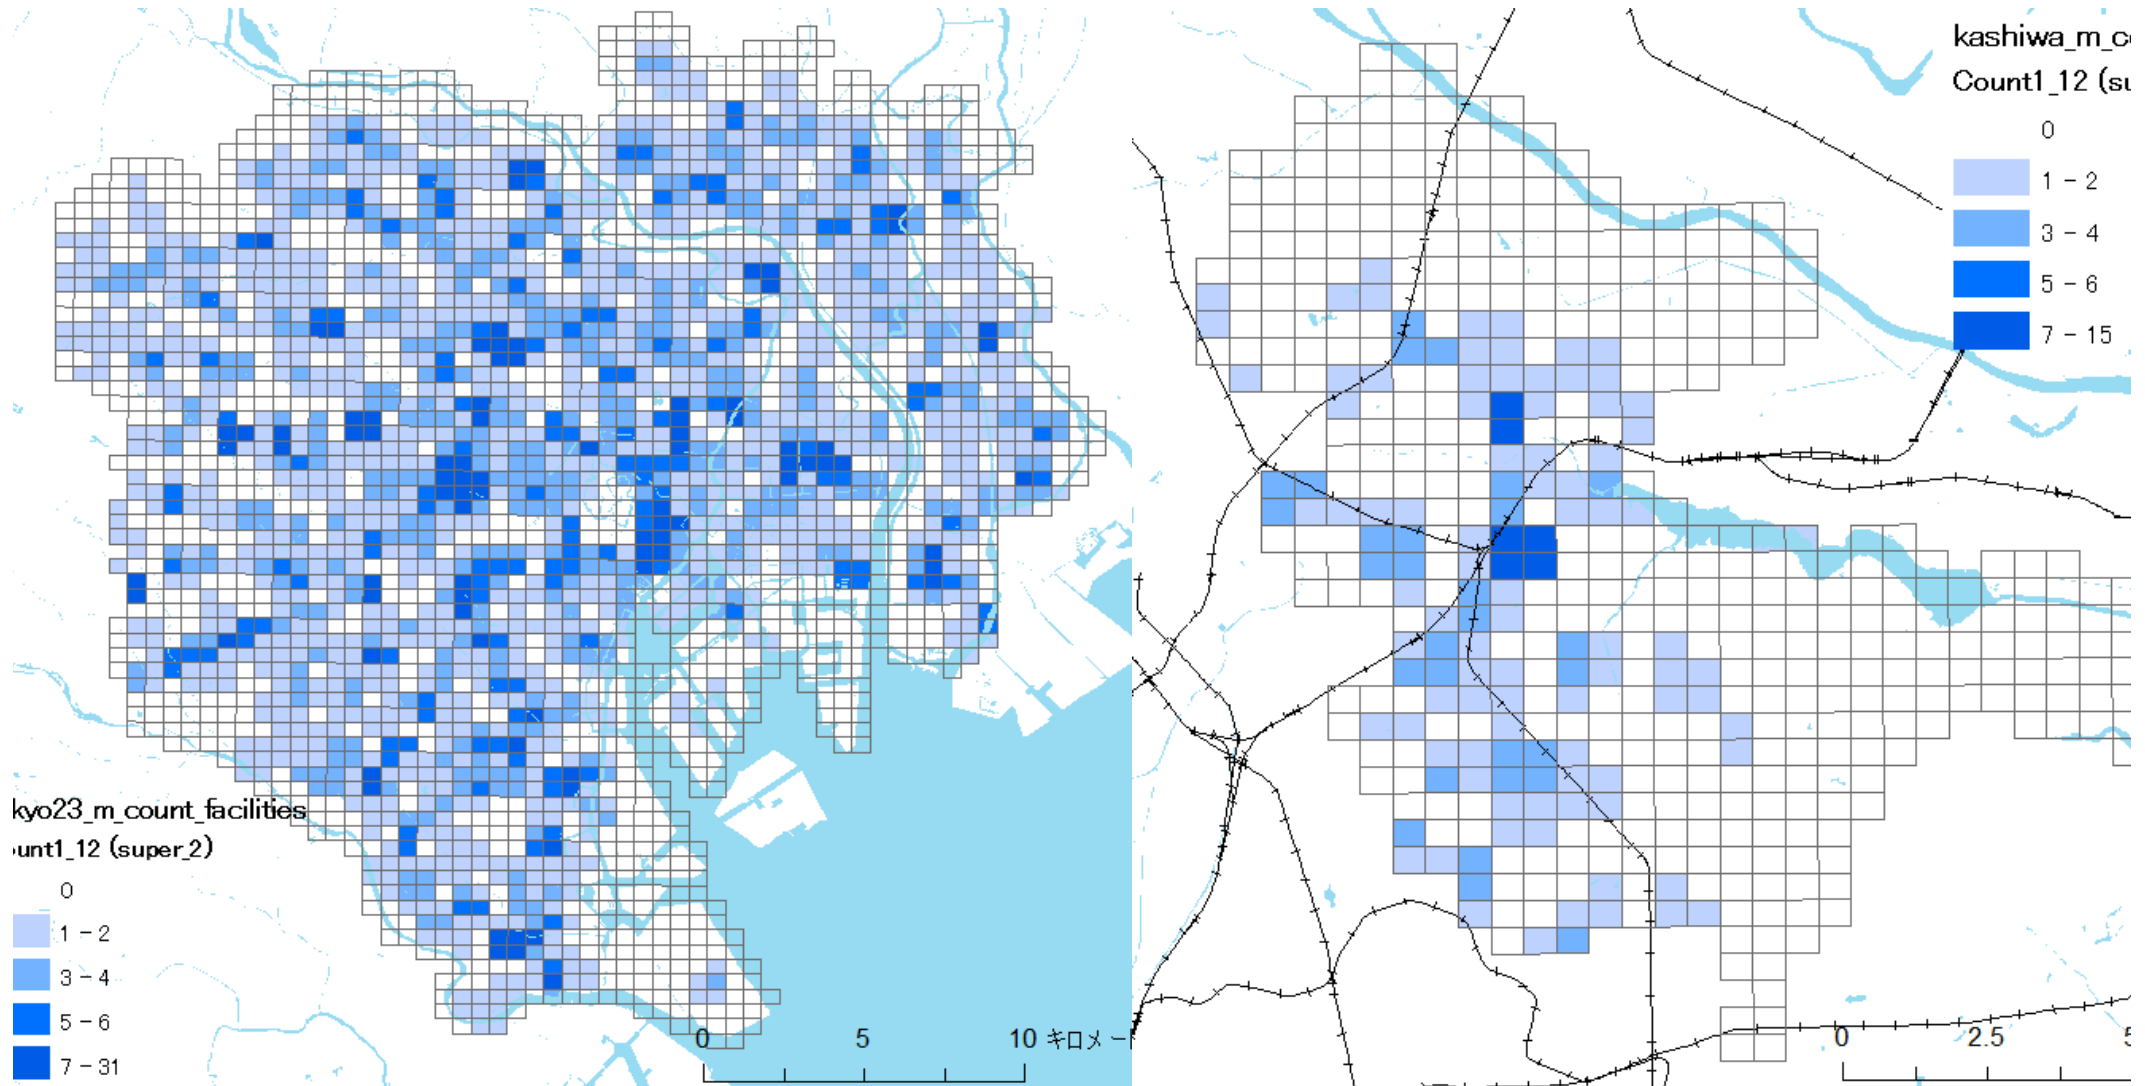 kyo23_m_count_facilities
unt1_12 (super_2)
0
1 - 2
3 - 4
5 - 6
7 - 31
0 5 10 キロメー
kashiwa_m_c
Count1_12 (su
0
1 - 2
3 - 4
5 - 6
7 - 15
0 2.5 5